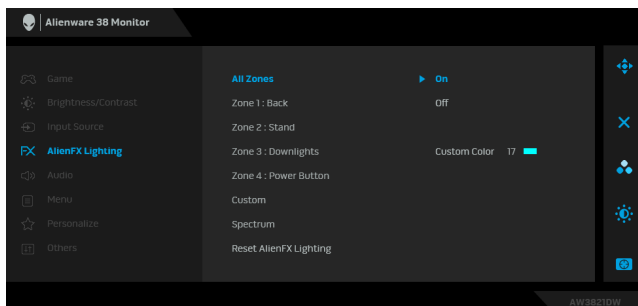 Alienware 38 Monitor
Game
Brightness/Contrast
Input Source
AlienFX Lighting
Audio
Menu
Personalize
Others
All Zones
Zone 1 : Back
Zone 2 : Stand
Zone 3 : Downlights
Zone 4 : Power Button
Custom
Spectrum
Reset AlienFX Lighting
On
Off
Custom Color 17
AW3821DW